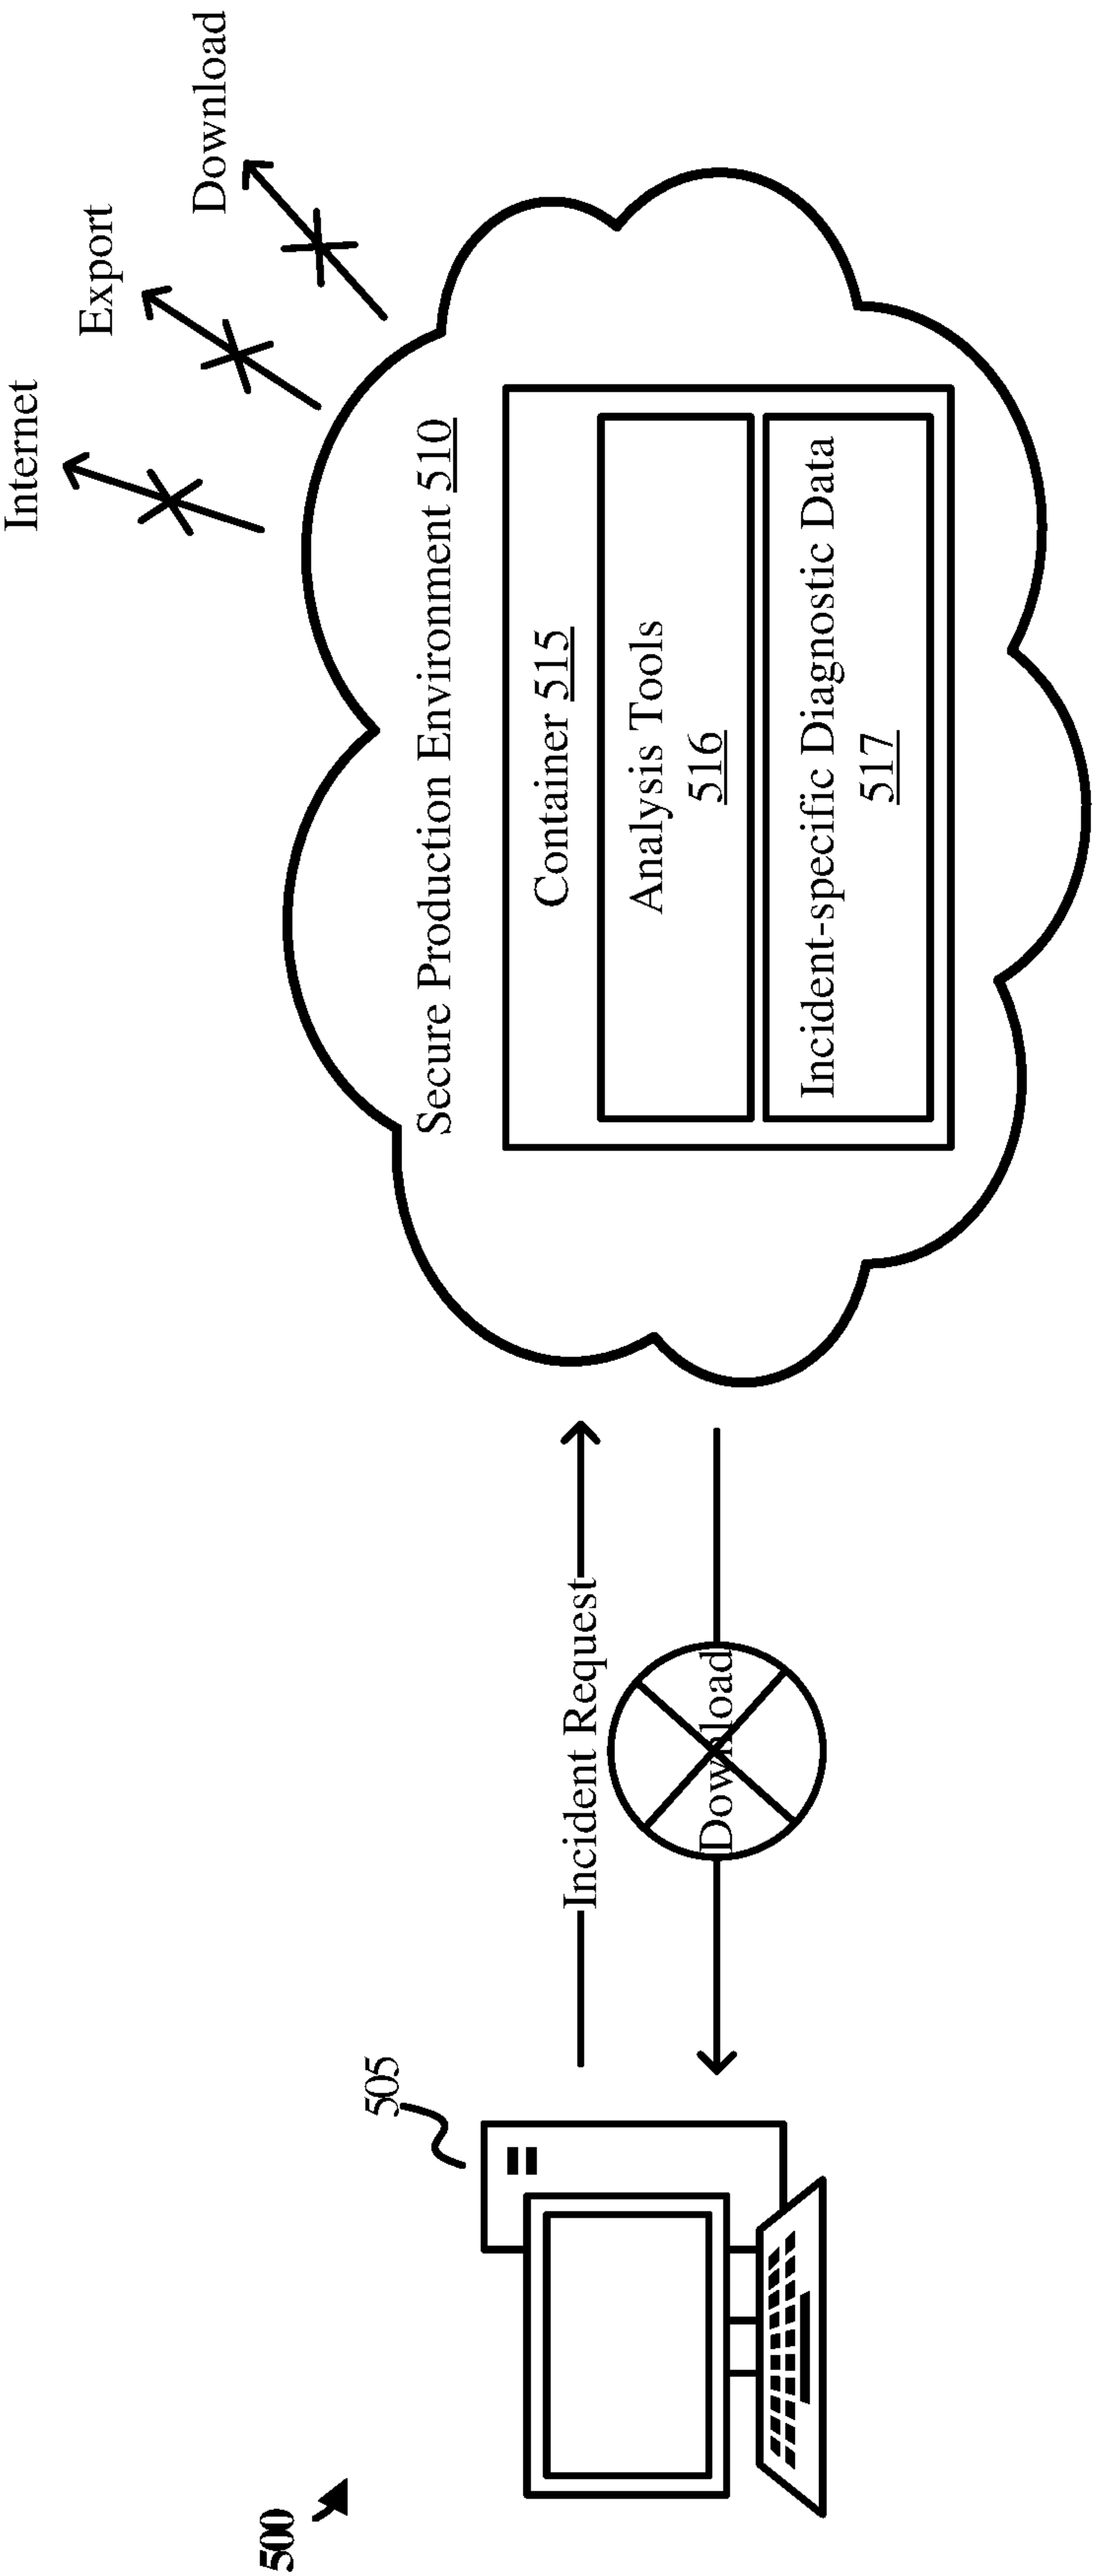 500
505
Incident Request
Download
Internet
Export
Download
Secure Production Environment 510
Container 515
Analysis Tools
516
Incident-specific Diagnostic Data
517